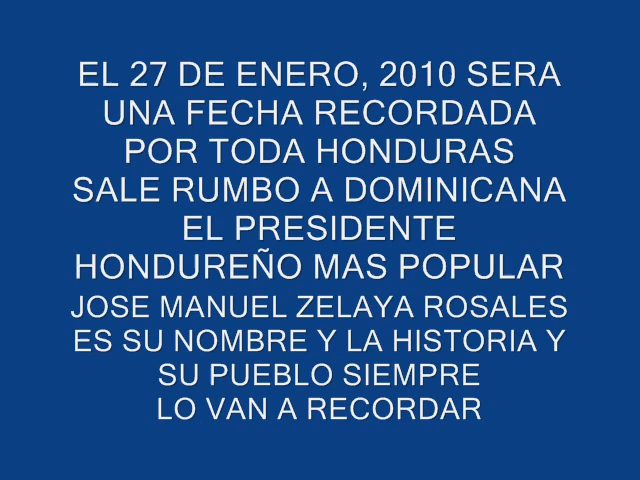 EL 27 DE ENERO, 2010 SERA
UNA FECHA RECORDADA
POR TODA HONDURAS
SALE RUMBO A DOMINICANA
EL PRESIDENTE
HONDUREÑO MAS POPULAR
JOSE MANUEL ZELAYA ROSALES
ES SU NOMBRE Y LA HISTORIA Y
SU PUEBLO SIEMPRE
LO VAN A RECORDAR